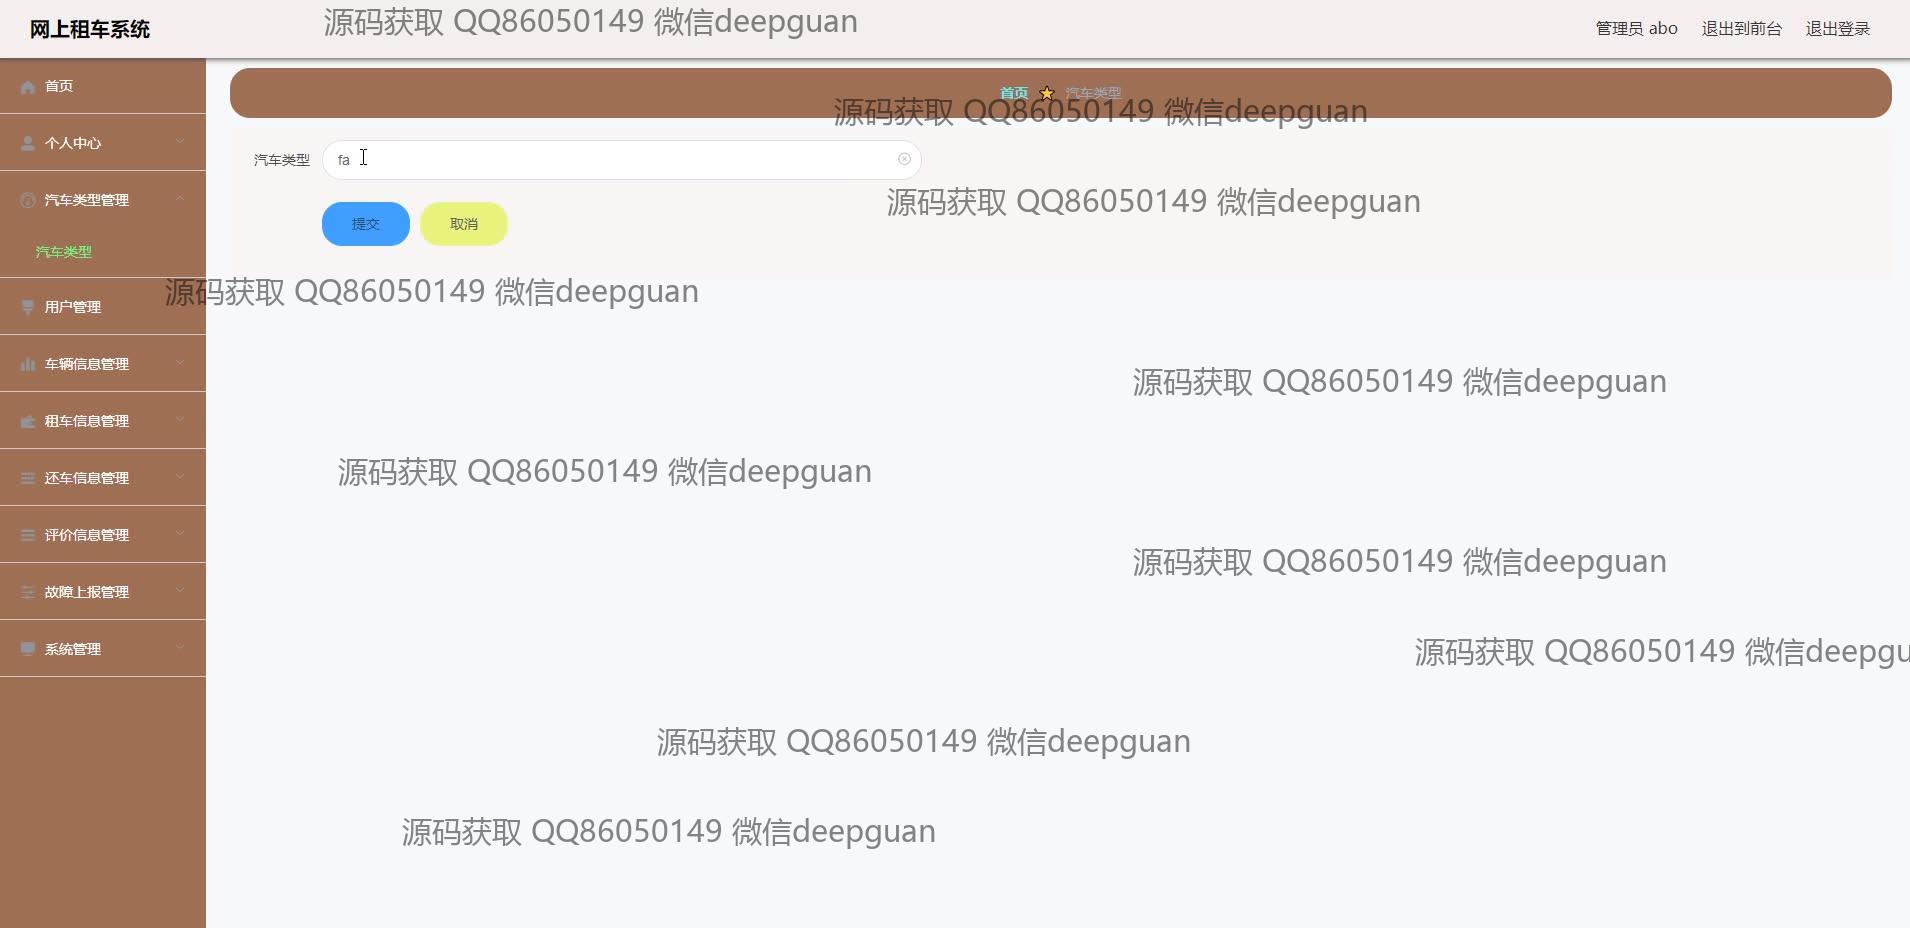 网上租车系统
源码获取 QQ86050149 微信deepguan
管理员 abo
退出到前台
退出登录
首页
个人中心
汽车类型管理
汽车类型
用户管理
车辆信息管理
租车信息管理
还车信息管理
评价信息管理
故障上报管理
系统管理
首页 汽车类型
源码获取 QQ86050149 微信deepguan
汽车类型 fa
源码获取 QQ86050149 微信deepguan
提交 取消
源码获取 QQ86050149 微信deepguan
源码获取 QQ86050149 微信deepguan
源码获取 QQ86050149 微信deepguan
源码获取 QQ86050149 微信deepguan
源码获取 QQ86050149 微信deepgu
源码获取 QQ86050149 微信deepguan
源码获取 QQ86050149 微信deepguan